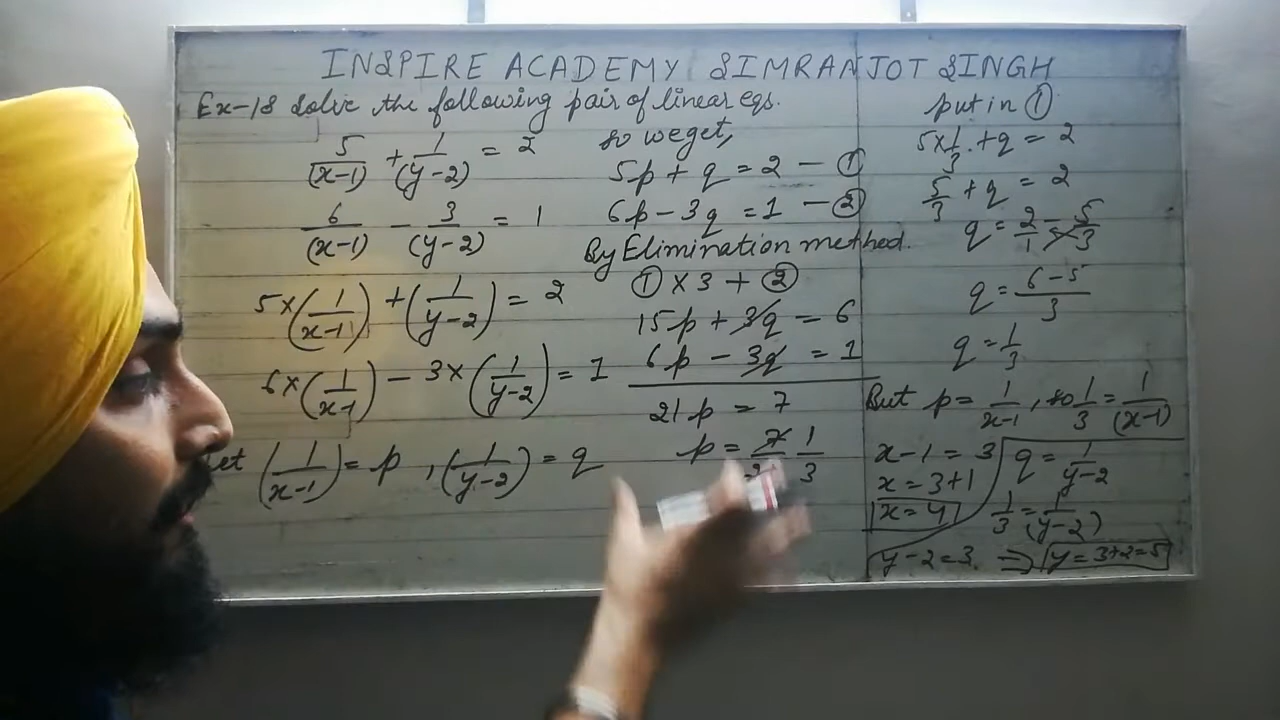 INSPIRE ACADEMY SIMRANJOT SINGH
Ex-18 Solve the following pair of linear eqs.
5/(x-1) + 1/(y-2) = 2
6/(x-1) - 3/(y-2) = 1
5×(1/x-1) + (1/y-2) = 2
6×(1/x-1) - 3×(1/y-2) = 1
(1/x-1) = p , (1/y-2) = q
so we get,
5p + q = 2 - ①
6p - 3q = 1 - ②
By Elimination method.
① × 3 + ②
15p + 3q = 6
6p - 3q = 1
21p = 7
p = 7 1/3
put in ①
5×1/3 + q = 2
5/3 + q = 2
q = 2/1 - 5/3
q = 6-5/3
q = 1/3
But p = 1/x-1 , so 1/3 = 1/(x-1)
x-1 = 3
x = 3+1
x = 4
q = 1/y-2
1/3 = 1/(y-2)
y-2 = 3. ⇒ y = 3+2 = 5